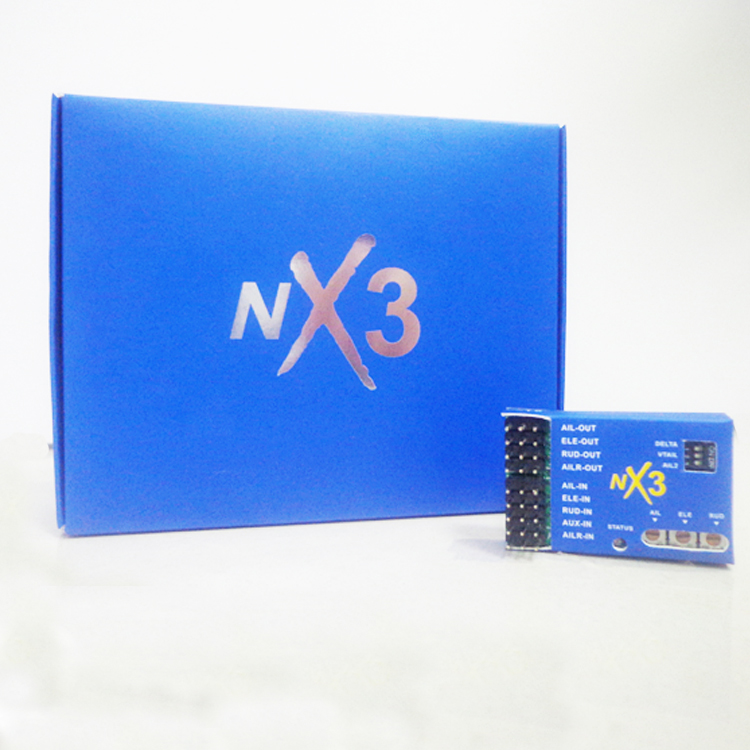 NX3
AIL-OUT
ELE-OUT
RUD-OUT
AILR-OUT
AIL-IN
ELE-IN
RUD-IN
AUX-IN
AILR-IN
DELTA
VTAIL
AIL2
NX3
STATUS
AIL ELE RUD